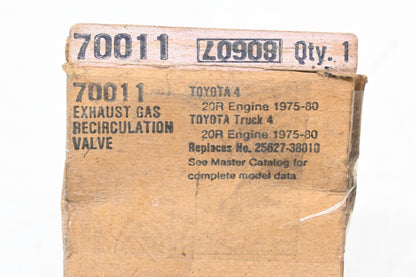 70011 LO908 Qty. 1
70011
EXHAUST GAS
RECIRCULATION
VALVE
TOYOTA 4
20R Engine 1975-80
TOYOTA Truck 4
20R Engine 1975-80
Replaces No. 25627-38010
See Master Catalog for
complete model data